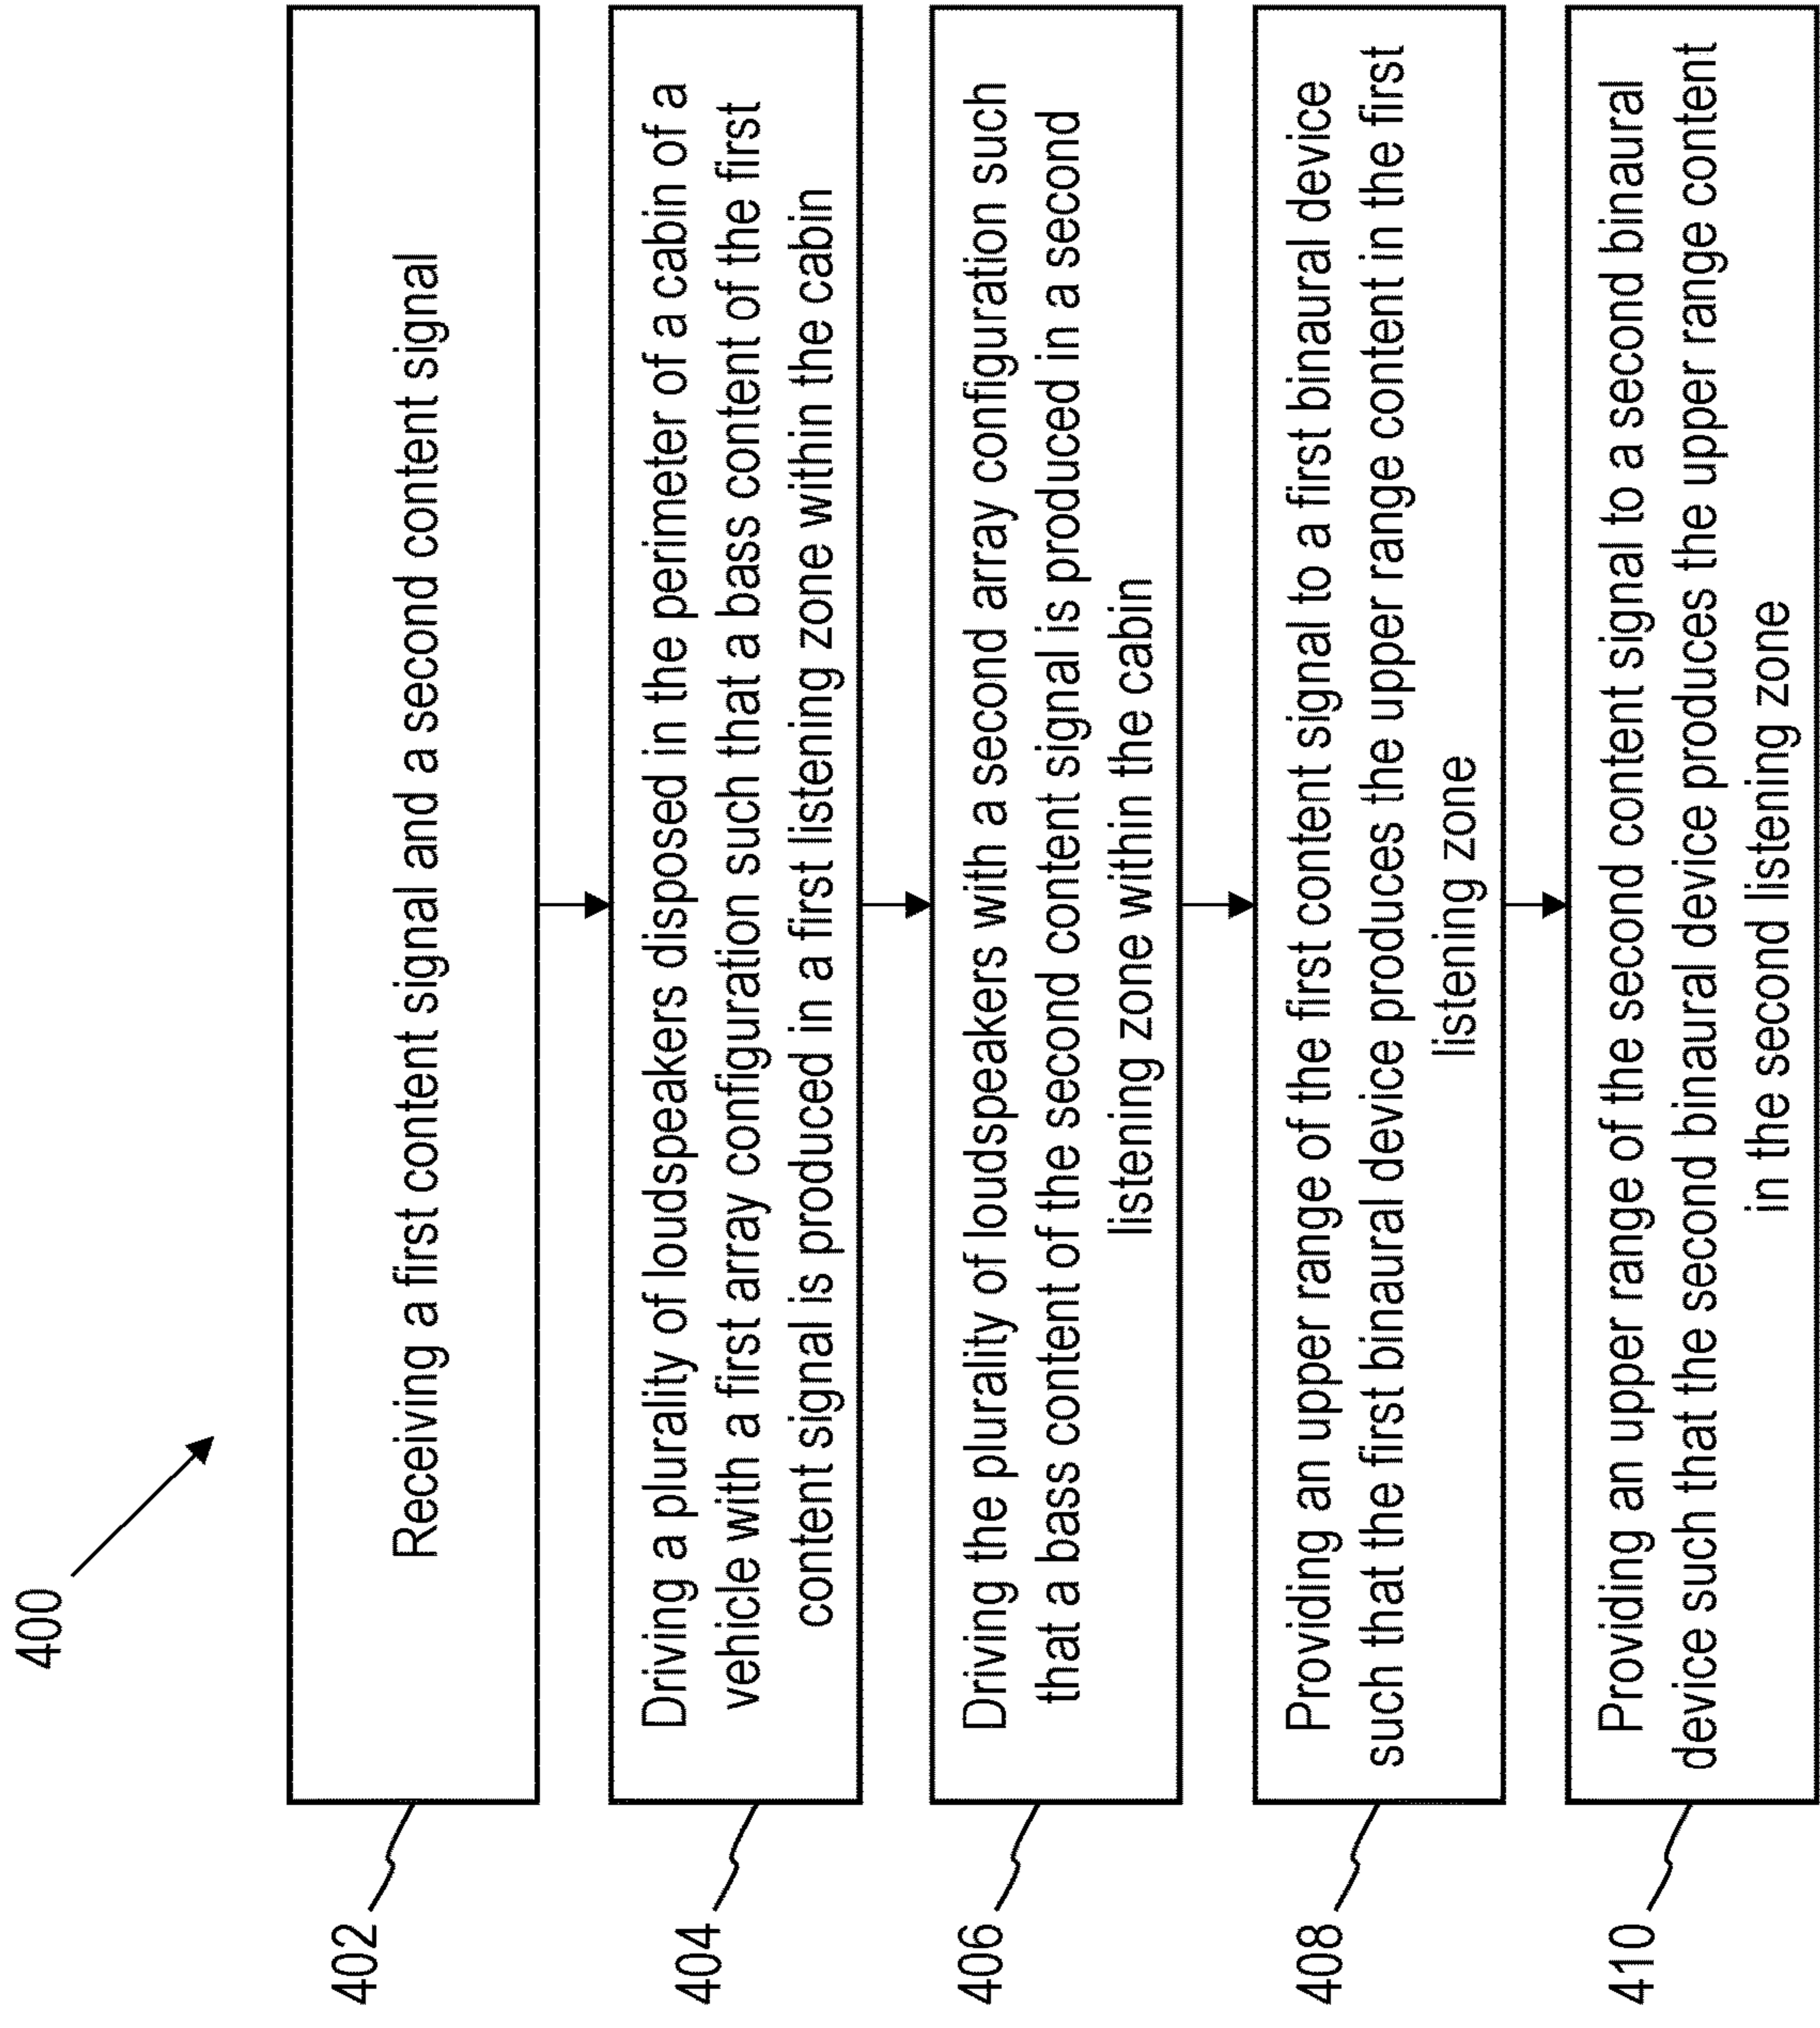 400
402
Receiving a first content signal and a second content signal
404
Driving a plurality of loudspeakers disposed in the perimeter of a cabin of a
vehicle with a first array configuration such that a bass content of the first
content signal is produced in a first listening zone within the cabin
406
Driving the plurality of loudspeakers with a second array configuration such
that a bass content of the second content signal is produced in a second
listening zone within the cabin
408
Providing an upper range of the first content signal to a first binaural device
such that the first binaural device produces the upper range content in the first
listening zone
410
Providing an upper range of the second content signal to a second binaural
device such that the second binaural device produces the upper range content
in the second listening zone